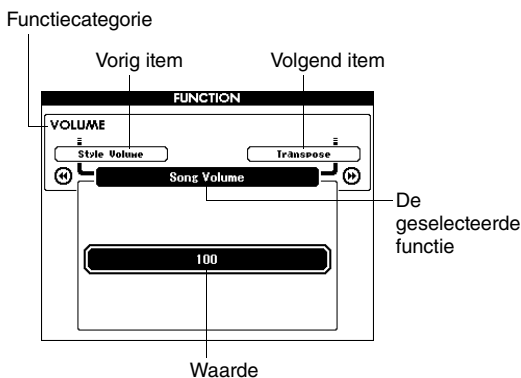 Functiecategorie
Vorig item
Volgend item
FUNCTION
VOLUME
Style Volume
Transpose
Song Volume
De
geselecteerde
functie
100
Waarde